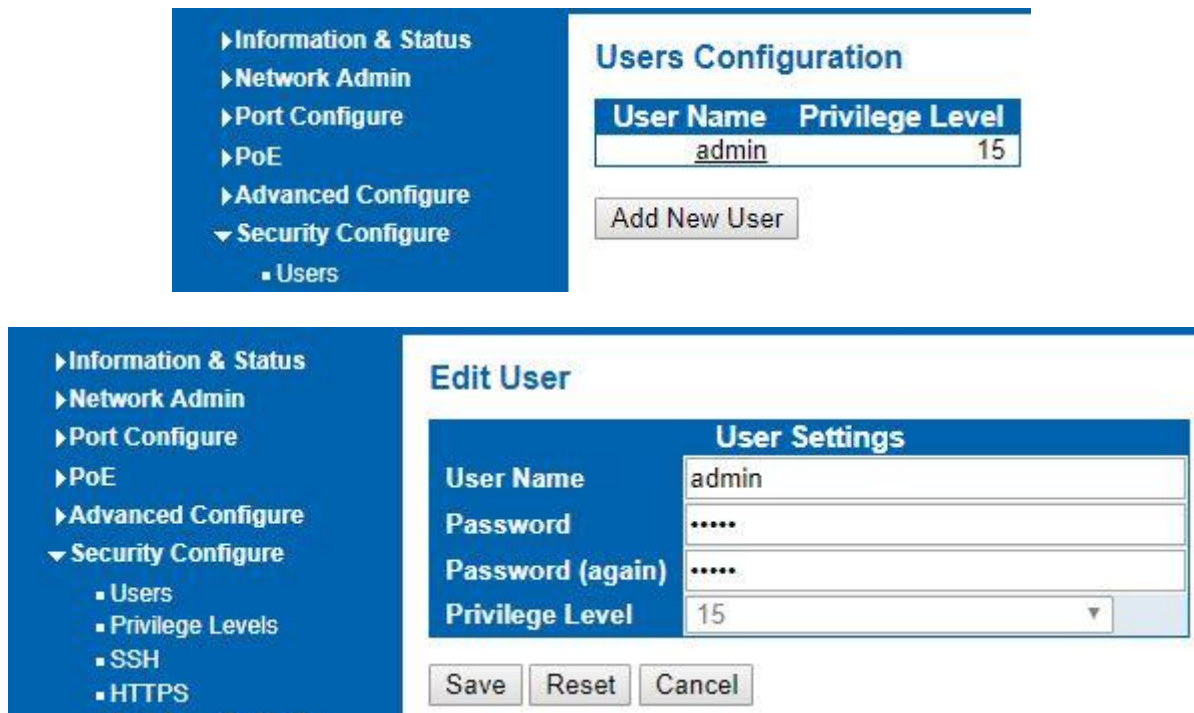 Information & Status
Network Admin
Port Configure
PoE
Advanced Configure
Security Configure
Users
Users Configuration
User Name Privilege Level
admin 15
Add New User
Information & Status
Network Admin
Port Configure
PoE
Advanced Configure
Security Configure
Users
Privilege Levels
SSH
HTTPS
Edit User
User Settings
User Name admin
Password •••••
Password (again) •••••
Privilege Level 15
Save Reset Cancel